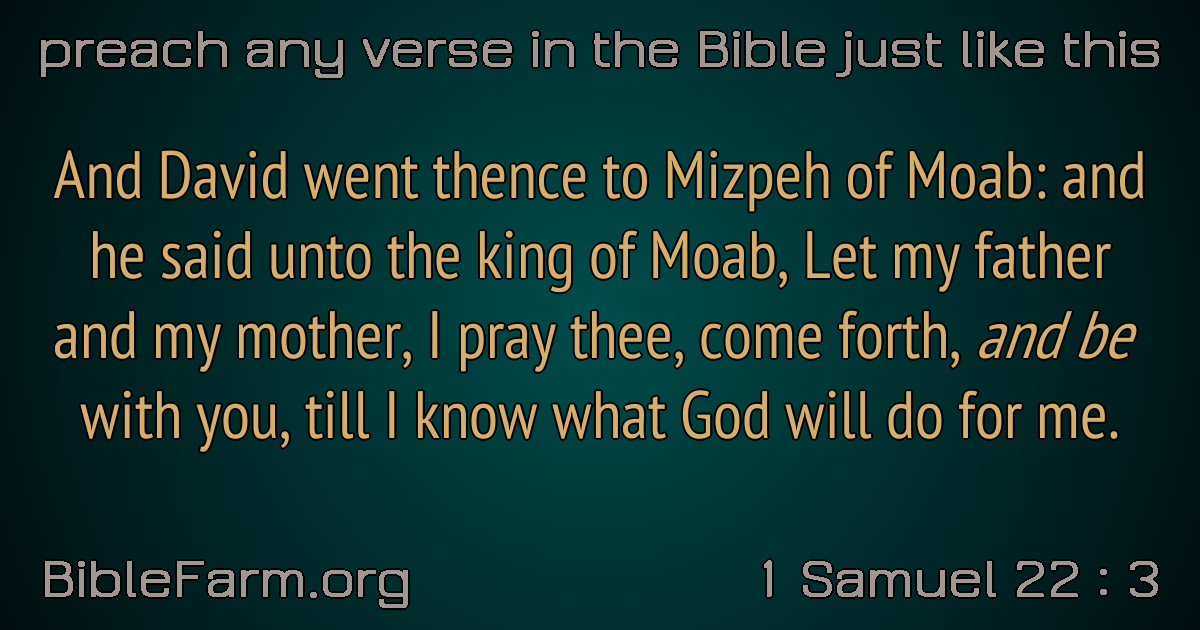 preach any verse in the Bible just like this
And David went thence to Mizpeh of Moab: and
he said unto the king of Moab, Let my father
and my mother, I pray thee, come forth, and be
with you, till I know what God will do for me.
BibleFarm.org
1 Samuel 22 : 3